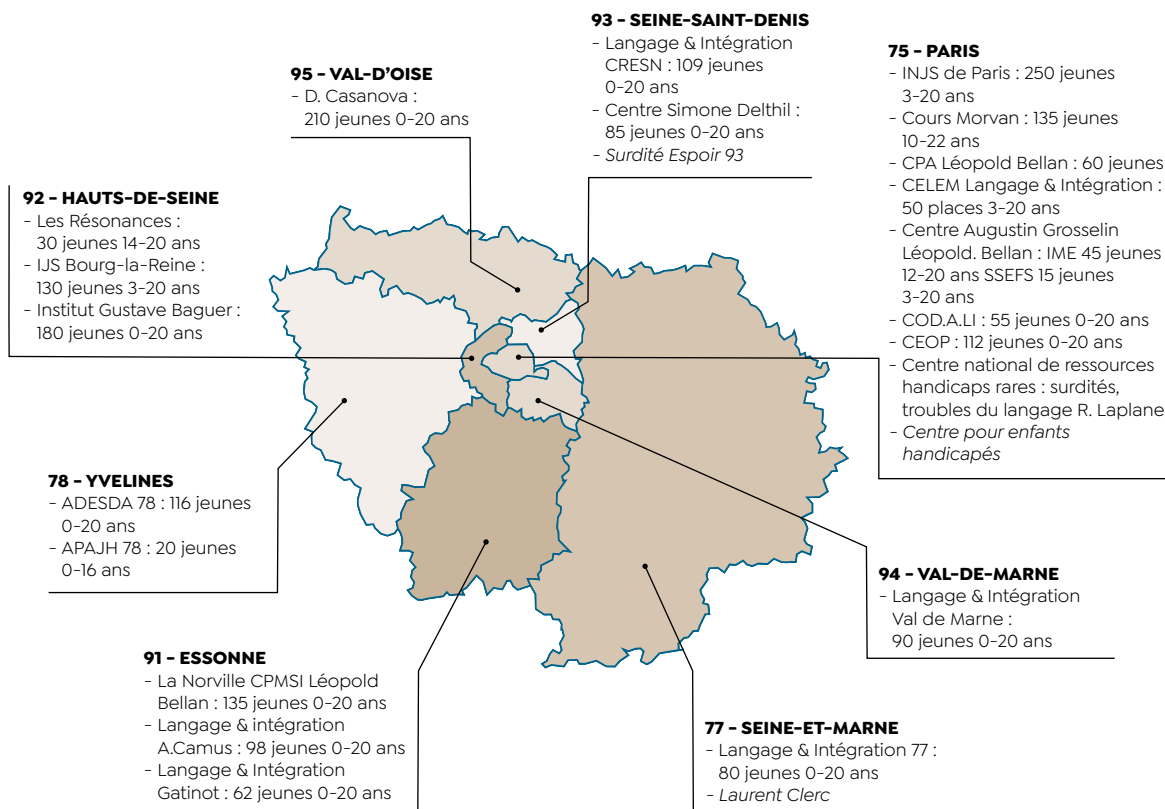 93 - SEINE-SAINT-DENIS
- Langage & Intégration
CRESN : 109 jeunes
0-20 ans
- Centre Simone Delthil :
85 jeunes 0-20 ans
- Surdité Espoir 93
75 - PARIS
- INJS de Paris : 250 jeunes
3-20 ans
- Cours Morvan : 135 jeunes
10-22 ans
- CPA Léopold Bellan : 60 jeunes
- CELEM Langage & Intégration :
50 places 3-20 ans
- Centre Augustin Grosselin
Léopold. Bellan : IME 45 jeunes
12-20 ans SSEFS 15 jeunes
3-20 ans
- COD.A.LI : 55 jeunes 0-20 ans
- CEOP : 112 jeunes 0-20 ans
- Centre national de ressources
handicaps rares : surdités,
troubles du langage R. Laplane
- Centre pour enfants
handicapés
95 - VAL-D'OISE
- D. Casanova :
210 jeunes 0-20 ans
92 - HAUTS-DE-SEINE
- Les Résonances :
30 jeunes 14-20 ans
- IJS Bourg-la-Reine :
130 jeunes 3-20 ans
- Institut Gustave Baguer :
180 jeunes 0-20 ans
78 - YVELINES
- ADESDA 78 : 116 jeunes
0-20 ans
- APAJH 78 : 20 jeunes
0-16 ans
94 - VAL-DE-MARNE
- Langage & Intégration
Val de Marne :
90 jeunes 0-20 ans
91 - ESSONNE
- La Norville CPMSI Léopold
Bellan : 135 jeunes 0-20 ans
- Langage & intégration
A.Camus : 98 jeunes 0-20 ans
- Langage & Intégration
Gatinot : 62 jeunes 0-20 ans
77 - SEINE-ET-MARNE
- Langage & Intégration 77 :
80 jeunes 0-20 ans
- Laurent Clerc